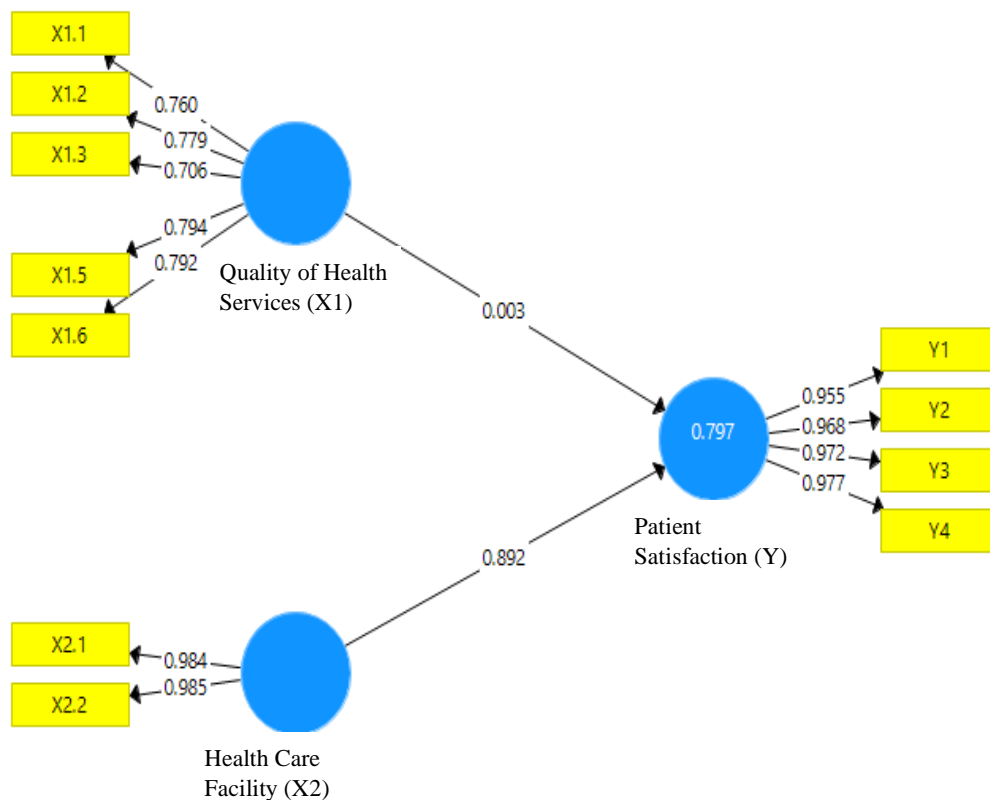 X1.1
X1.2
X1.3
X1.5
X1.6
0.760
0.779
0.706
0.794
0.792
Quality of Health
Services (X1)
0.003
Y1
Y2
Y3
Y4
0.955
0.968
0.972
0.977
0.797
Patient
Satisfaction (Y)
0.892
X2.1
X2.2
0.984
0.985
Health Care
Facility (X2)